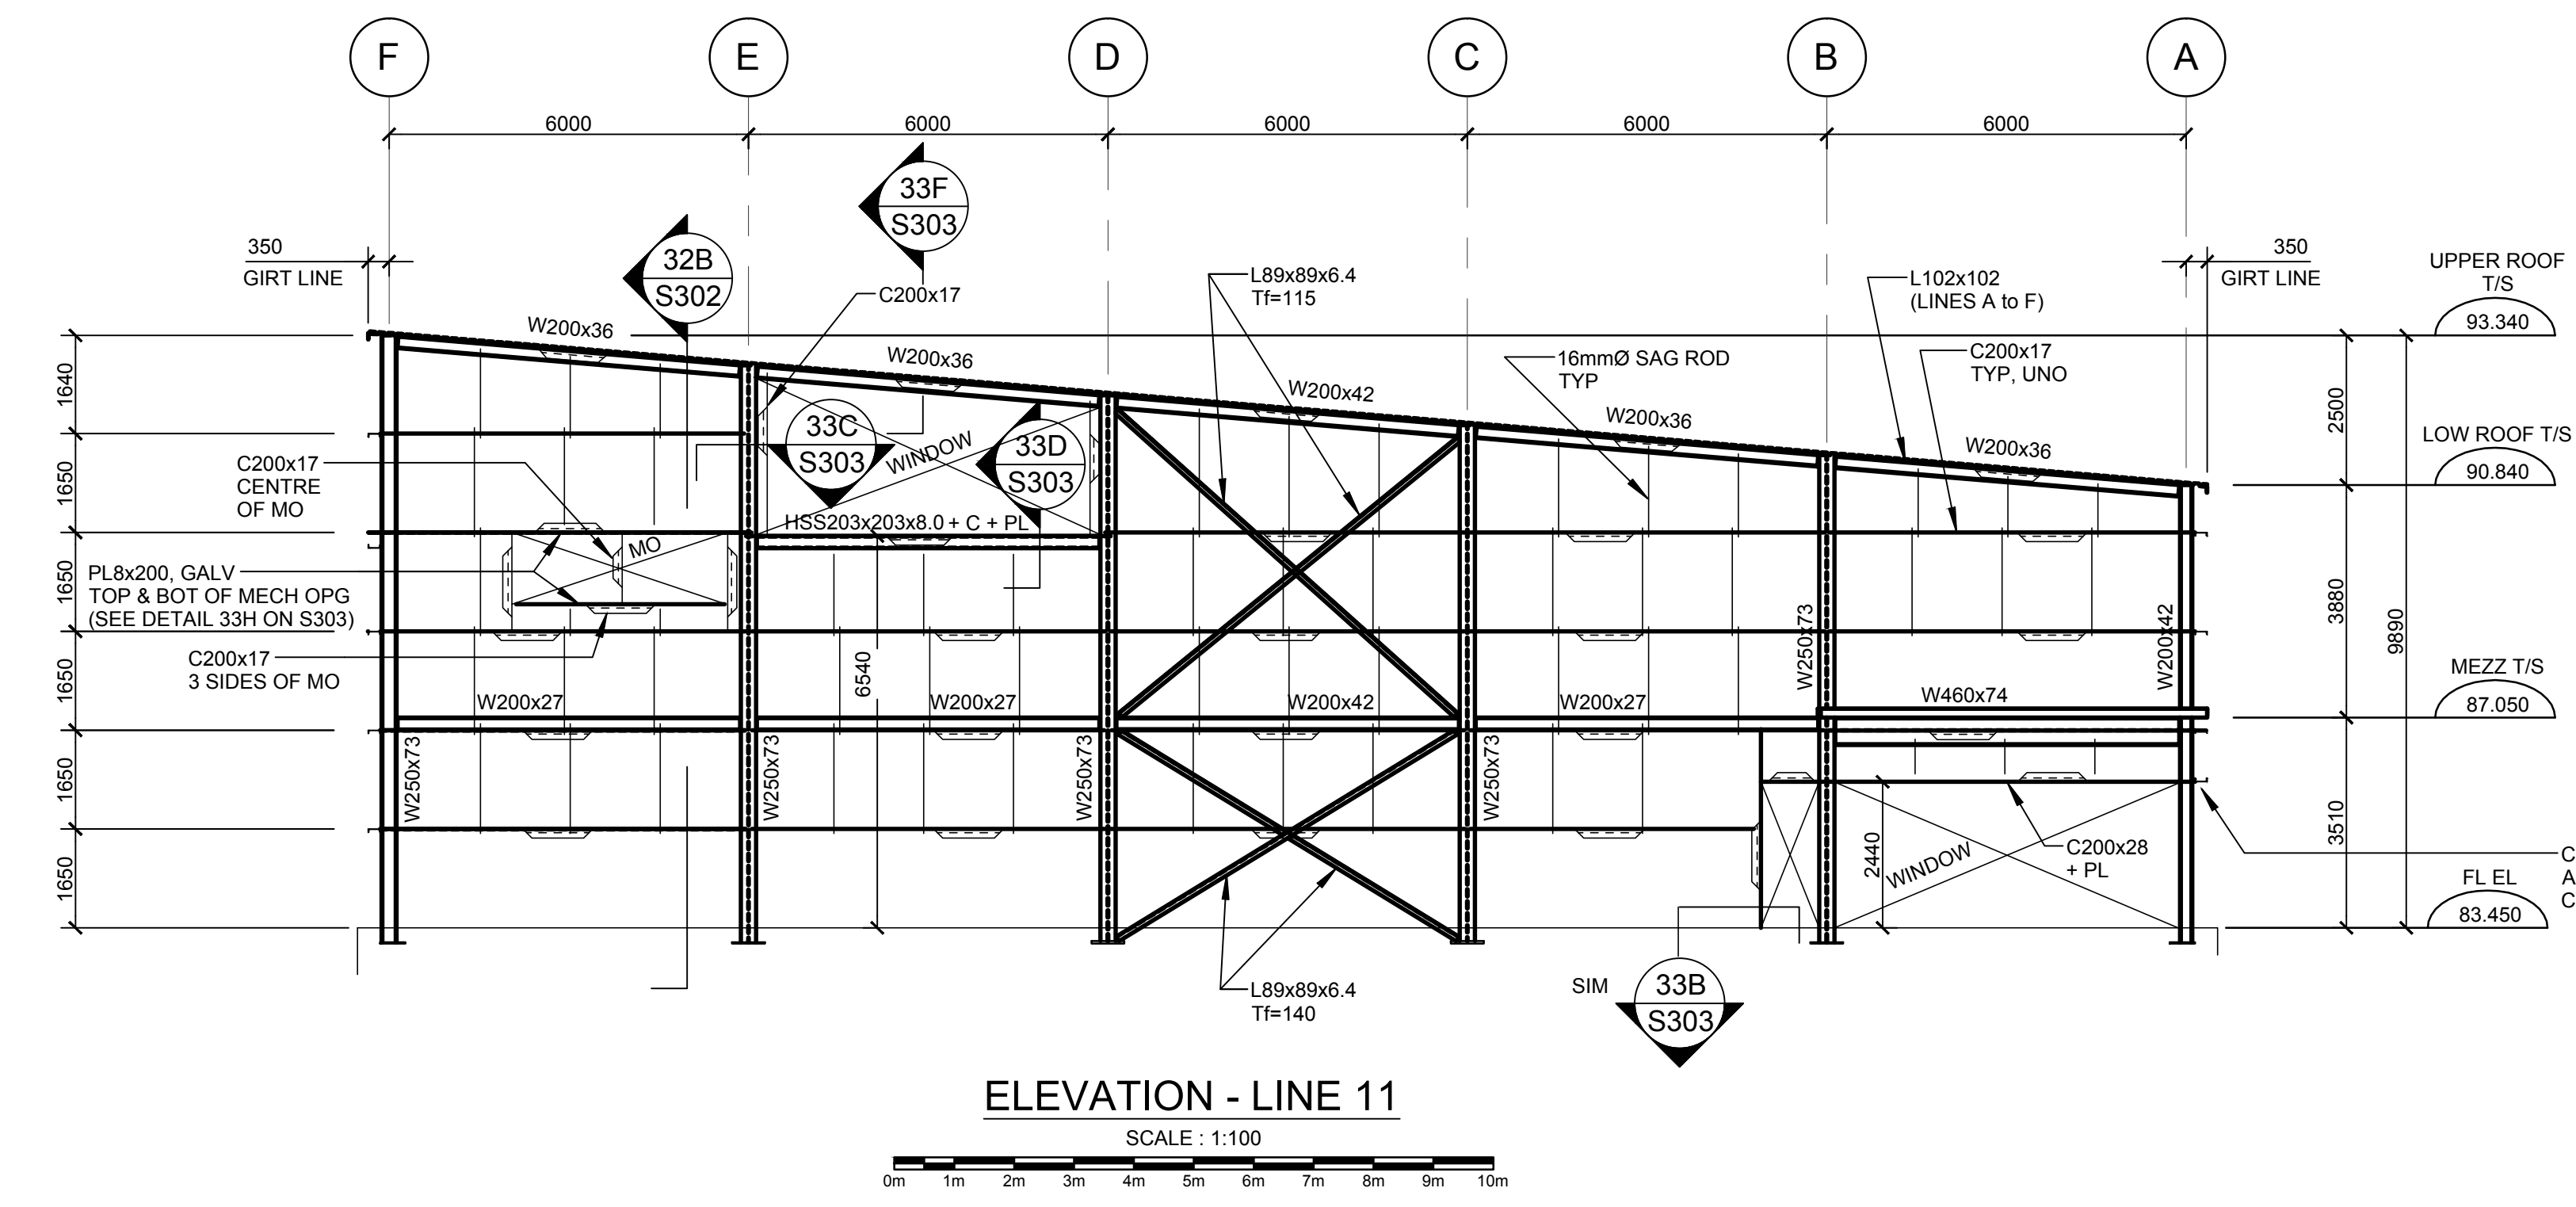 F
E
D
C
B
A
6000
6000
6000
6000
6000
33F
S303
32B
S302
350
GIRT LINE
350
GIRT LINE
C200x17
L89x89x6.4
Tf=115
L102x102
(LINES A to F)
UPPER ROOF
T/S
93.340
W200x36
W200x36
W200x42
W200x36
W200x36
16mmØ SAG ROD
TYP
C200x17
TYP, UNO
1640
1650
1650
1650
1650
1650
2500
3880
3510
9890
LOW ROOF T/S
90.840
33C
S303
WINDOW
33D
S303
C200x17
CENTRE
OF MO
HSS203x203x8.0 + C + PL
MO
PL8x200, GALV
TOP & BOT OF MECH OPG
(SEE DETAIL 33H ON S303)
C200x17
3 SIDES OF MO
6540
W250x73
W200x42
MEZZ T/S
87.050
W200x27
W200x27
W200x42
W200x27
W460x74
W250x73
W250x73
W250x73
W250x73
2440
WINDOW
C200x28
+ PL
C
A
C
FL EL
83.450
L89x89x6.4
Tf=140
SIM
33B
S303
ELEVATION - LINE 11
SCALE : 1:100
0m 1m 2m 3m 4m 5m 6m 7m 8m 9m 10m